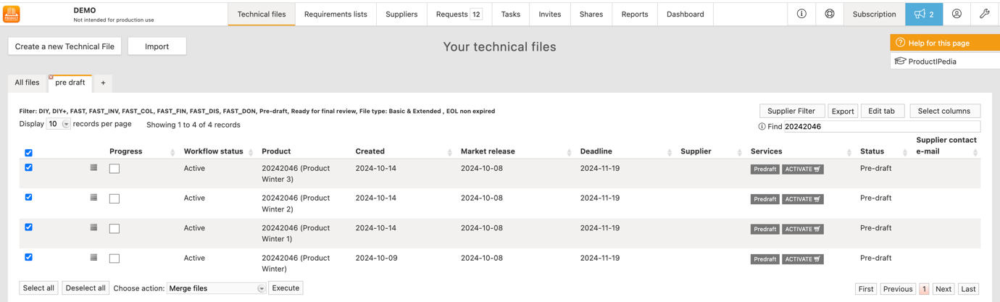 PRODUCT
DEMO
Not intended for production use
Technical files
Requirements lists
Suppliers
Requests 12
Tasks
Invites
Shares
Reports
Dashboard
Subscription
2
Create a new Technical File
Import
Your technical files
Help for this page
ProductIPedia
All files
pre draft
+
Filter: DIY, DIY+, FAST, FAST_INV, FAST_COL, FAST_FIN, FAST_DIS, FAST_DON, Pre-draft, Ready for final review, File type: Basic & Extended , EOL non expired
Supplier Filter
Export
Edit tab
Select columns
Display 10 records per page
Showing 1 to 4 of 4 records
Find 20242046
Progress
Workflow status
Product
Created
Market release
Deadline
Supplier
Services
Status
Supplier contact
e-mail
Active
20242046 (Product
Winter 3)
2024-10-14
2024-10-08
2024-11-19
Predraft
ACTIVATE
Pre-draft
Active
20242046 (Product
Winter 2)
2024-10-14
2024-10-08
2024-11-19
Predraft
ACTIVATE
Pre-draft
Active
20242046 (Product
Winter 1)
2024-10-14
2024-10-08
2024-11-19
Predraft
ACTIVATE
Pre-draft
Active
20242046 (Product
Winter)
2024-10-09
2024-10-08
2024-11-19
Predraft
ACTIVATE
Pre-draft
Select all
Deselect all
Choose action: Merge files
Execute
First
Previous
1
Next
Last